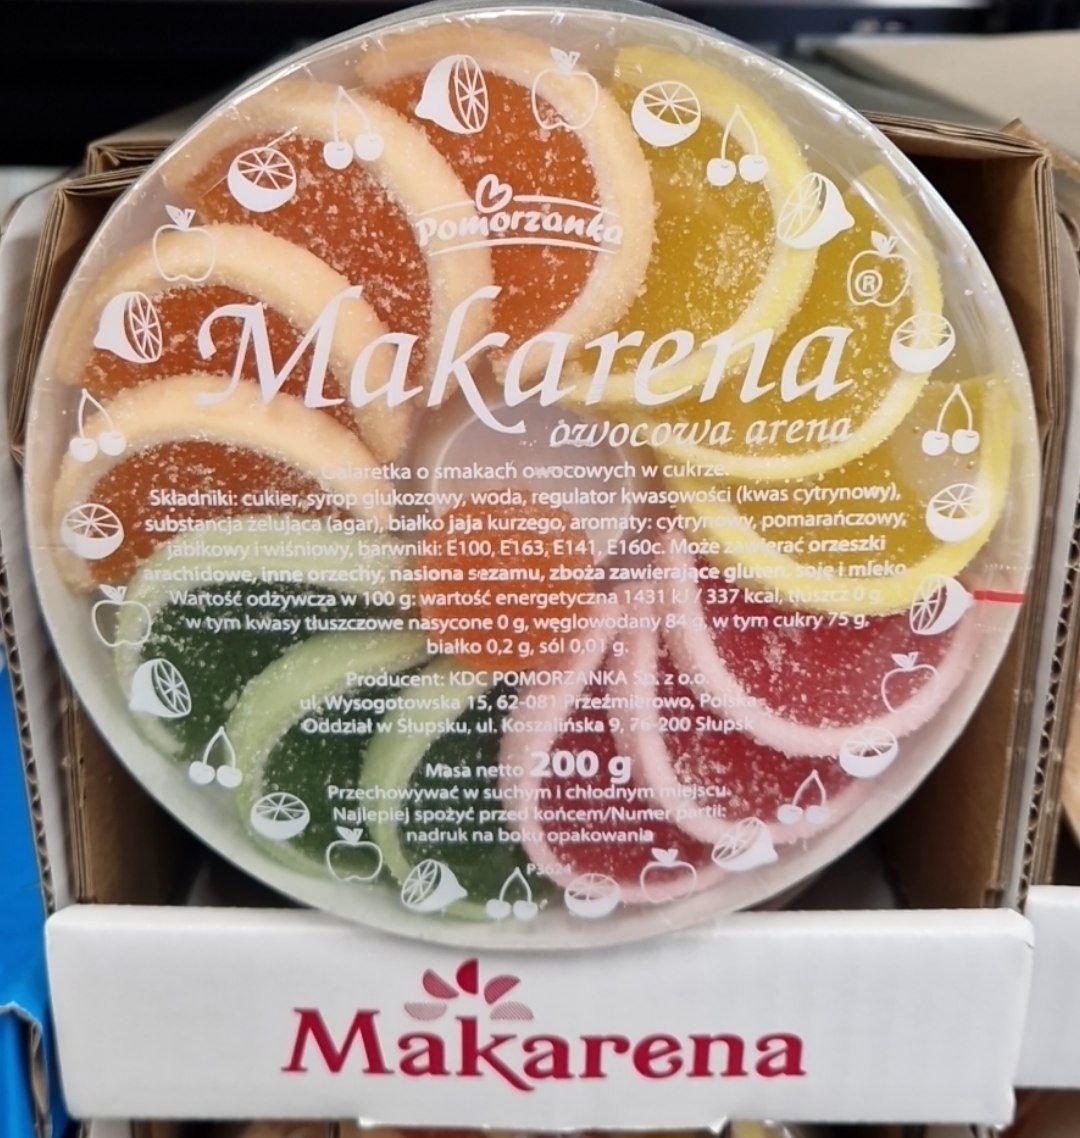 Pomorzanka
Makarena
®
owocowa arena
Galaretka o smakach owocowych w cukrze.
Składniki: cukier, syrop glukozowy, woda, regulator kwasowości (kwas cytrynowy),
substancja żelująca (agar), białko jaja kurzego, aromaty: cytrynowy, pomarańczowy,
jabłkowy i wiśniowy, barwniki: E100, E163, E141, E160c. Może zawierać orzeszki
arachidowe, inne orzechy, nasiona sezamu, zboża zawierające gluten, soję i mleko.
Wartość odżywcza w 100 g: wartość energetyczna 1431 kJ / 337 kcal, tłuszcz 0 g,
w tym kwasy tłuszczowe nasycone 0 g, węglowodany 84 g, w tym cukry 75 g,
białko 0,2 g, sól 0,01 g.
Producent: KDC POMORZANKA Sp. z o.o.
ul. Wysogotowska 15, 62-081 Przeźmierowo, Polska
Oddział w Słupsku, ul. Koszalińska 9, 76-200 Słupsk
Masa netto 200 g
Przechowywać w suchym i chłodnym miejscu.
Najlepiej spożyć przed końcem/Numer partii:
nadruk na boku opakowania
Makarena